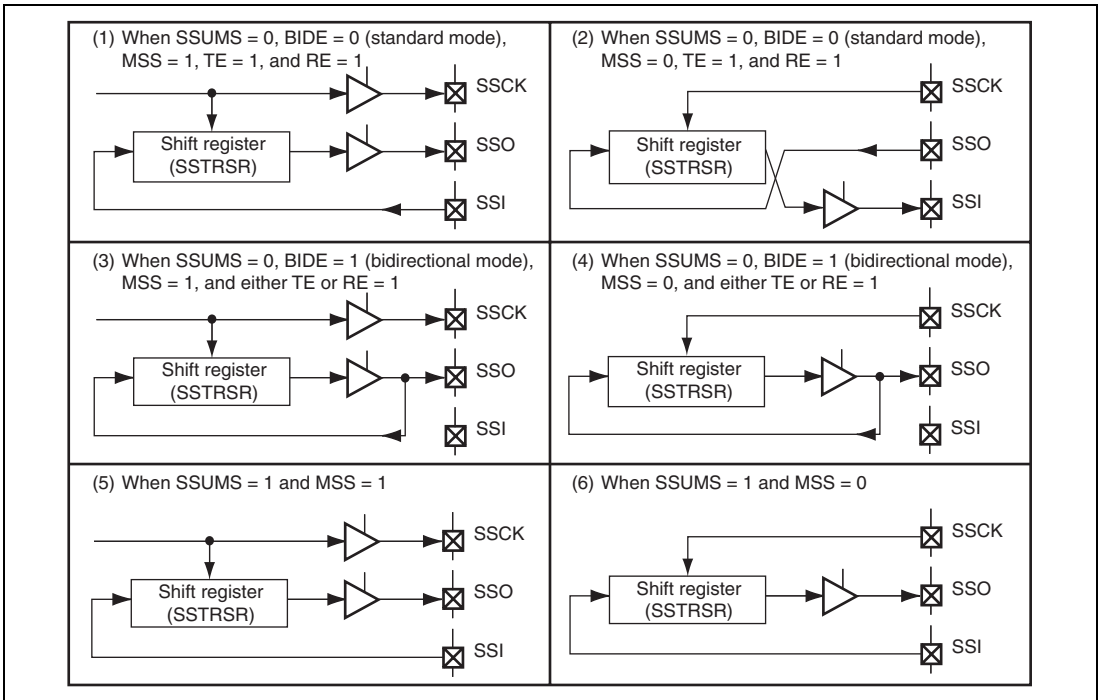 (1) When SSUMS = 0, BIDE = 0 (standard mode),
MSS = 1, TE = 1, and RE = 1
SSCK
Shift register
(SSTRSR)
SSO
SSI
(2) When SSUMS = 0, BIDE = 0 (standard mode),
MSS = 0, TE = 1, and RE = 1
SSCK
Shift register
(SSTRSR)
SSO
SSI
(3) When SSUMS = 0, BIDE = 1 (bidirectional mode),
MSS = 1, and either TE or RE = 1
SSCK
Shift register
(SSTRSR)
SSO
SSI
(4) When SSUMS = 0, BIDE = 1 (bidirectional mode),
MSS = 0, and either TE or RE = 1
SSCK
Shift register
(SSTRSR)
SSO
SSI
(5) When SSUMS = 1 and MSS = 1
SSCK
Shift register
(SSTRSR)
SSO
SSI
(6) When SSUMS = 1 and MSS = 0
SSCK
Shift register
(SSTRSR)
SSO
SSI